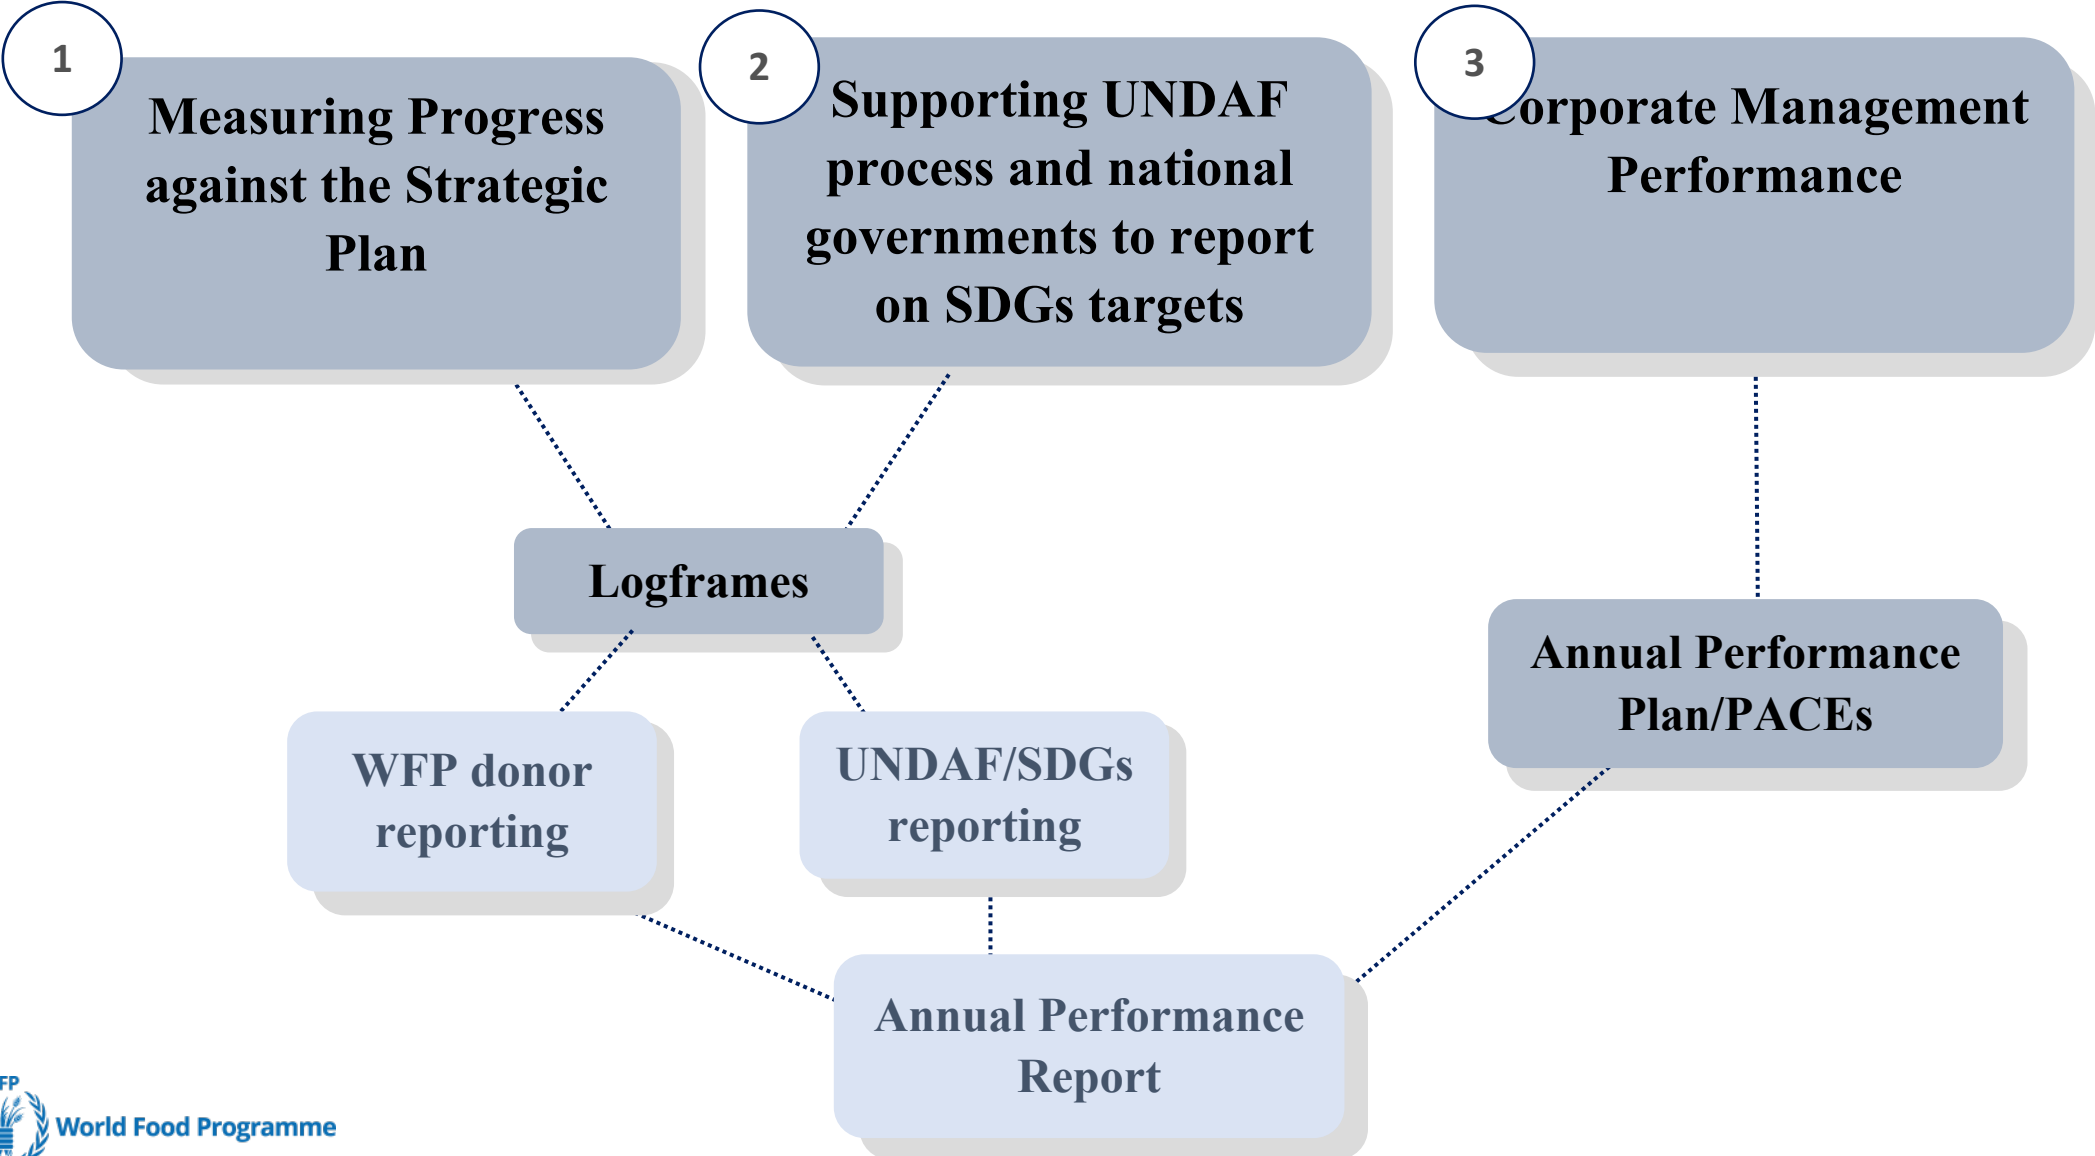 1
Measuring Progress
against the Strategic
Plan
2
Supporting UNDAF
process and national
governments to report
on SDGs targets
3
Corporate Management
Performance
Logframes
Annual Performance
Plan/PACEs
WFP donor
reporting
UNDAF/SDGs
reporting
Annual Performance
Report
FP
World Food Programme